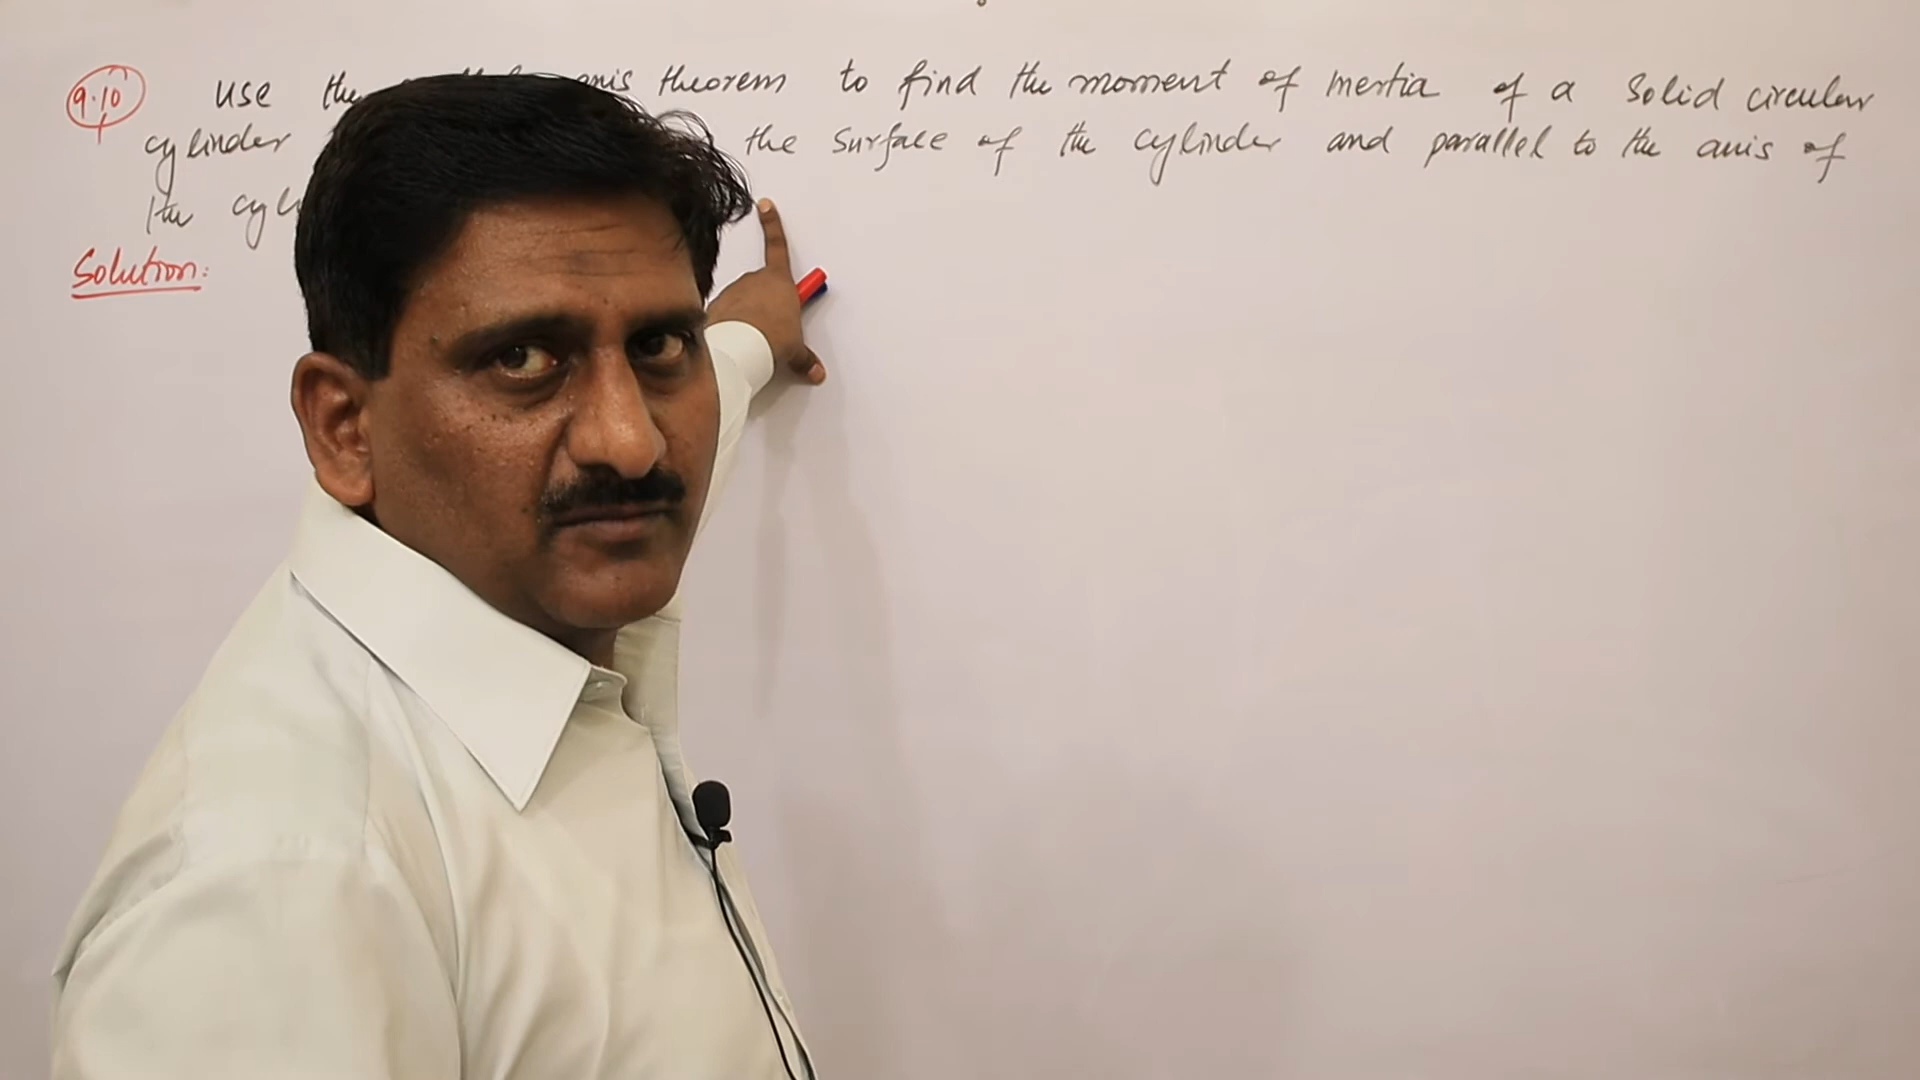 9.10 Use the axis theorem to find the moment of inertia of a solid circular
cylinder the surface of the cylinder and parallel to the axis of
the
Solution: